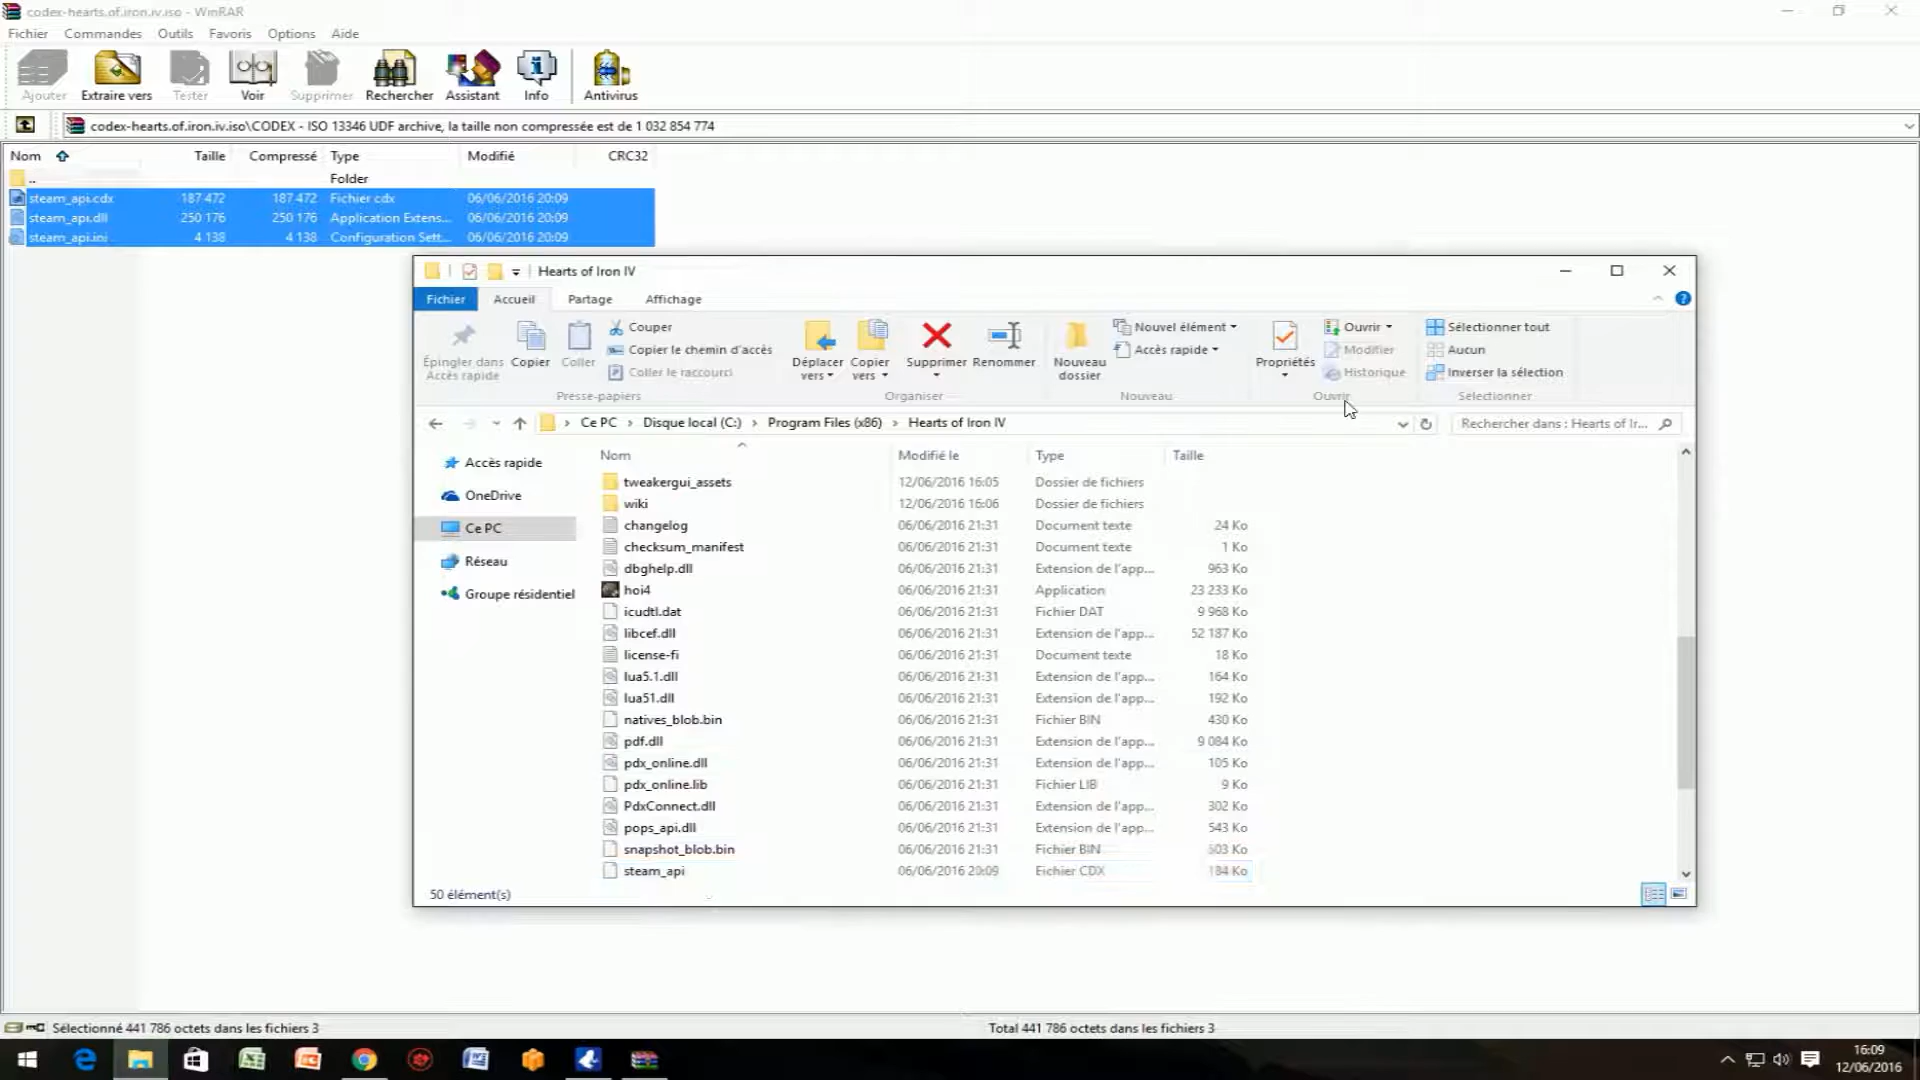 codex-hearts.of.iron.iv.iso - WinRAR
Fichier Commandes Outils Favoris Options Aide
Ajouter Extraire vers Tester Voir Supprimer Rechercher Assistant Info Antivirus
codex-hearts.of.iron.iv.iso\CODEX - ISO 13346 UDF archive, la taille non compressée est de 1 032 854 774
Nom Taille Compressé Type Modifié CRC32
.. Folder
steam_api.cdx 187 472 187 472 Fichier cdx 06/06/2016 20:09
steam_api.dll 250 176 250 176 Application Extens... 06/06/2016 20:09
steam_api.ini 4 138 4 138 Configuration Sett... 06/06/2016 20:09
Hearts of Iron IV
Fichier Accueil Partage Affichage
Épingler dans Accès rapide
Copier
Coller
Couper
Copier le chemin d'accès
Coller le raccourci
Déplacer vers
Copier vers
Supprimer
Renommer
Nouveau dossier
Nouvel élément
Accès rapide
Propriétés
Ouvrir
Modifier
Historique
Sélectionner tout
Aucun
Inverser la sélection
Presse-papiers Organiser Nouveau Ouvrir Sélectionner
Ce PC Disque local (C:) Program Files (x86) Hearts of Iron IV
Rechercher dans : Hearts of Ir...
Accès rapide
OneDrive
Ce PC
Réseau
Groupe résidentiel
Nom Modifié le Type Taille
tweakergui_assets 12/06/2016 16:05 Dossier de fichiers
wiki 12/06/2016 16:06 Dossier de fichiers
changelog 06/06/2016 21:31 Document texte 24 Ko
checksum_manifest 06/06/2016 21:31 Document texte 1 Ko
dbghelp.dll 06/06/2016 21:31 Extension de l'app... 963 Ko
hoi4 06/06/2016 21:31 Application 23 233 Ko
icudtl.dat 06/06/2016 21:31 Fichier DAT 9 968 Ko
libcef.dll 06/06/2016 21:31 Extension de l'app... 52 187 Ko
license-fi 06/06/2016 21:31 Document texte 18 Ko
lua5.1.dll 06/06/2016 21:31 Extension de l'app... 164 Ko
lua51.dll 06/06/2016 21:31 Extension de l'app... 192 Ko
natives_blob.bin 06/06/2016 21:31 Fichier BIN 430 Ko
pdf.dll 06/06/2016 21:31 Extension de l'app... 9 084 Ko
pdx_online.dll 06/06/2016 21:31 Extension de l'app... 105 Ko
pdx_online.lib 06/06/2016 21:31 Fichier LIB 9 Ko
PdxConnect.dll 06/06/2016 21:31 Extension de l'app... 302 Ko
pops_api.dll 06/06/2016 21:31 Extension de l'app... 543 Ko
snapshot_blob.bin 06/06/2016 21:31 Fichier BIN 503 Ko
steam_api 06/06/2016 20:09 Fichier CDX 184 Ko
50 élément(s)
Sélectionné 441 786 octets dans les fichiers 3
Total 441 786 octets dans les fichiers 3
16:09
12/06/2016